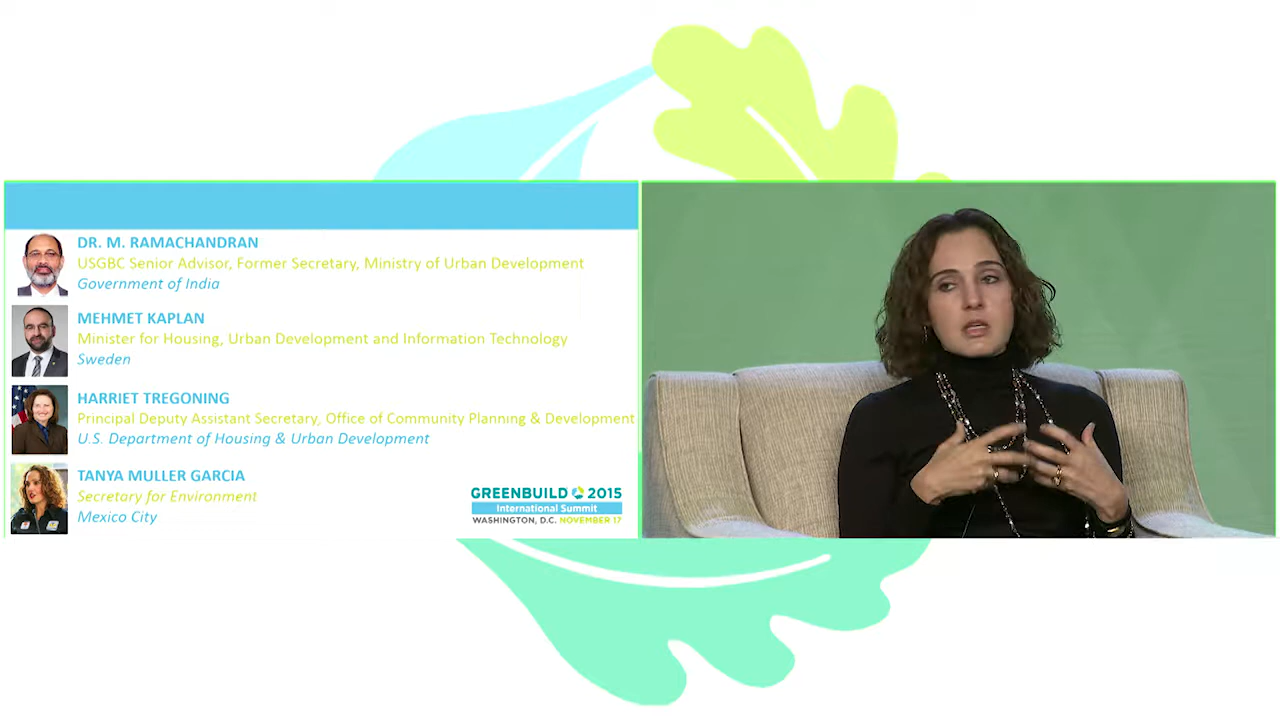 DR. M. RAMACHANDRAN
USGBC Senior Advisor, Former Secretary, Ministry of Urban Development
Government of India
MEHMET KAPLAN
Minister for Housing, Urban Development and Information Technology
Sweden
HARRIET TREGONING
Principal Deputy Assistant Secretary, Office of Community Planning & Development
U.S. Department of Housing & Urban Development
TANYA MULLER GARCIA
Secretary for Environment
Mexico City
GREENBUILD 2015
International Summit
WASHINGTON, D.C. NOVEMBER 17